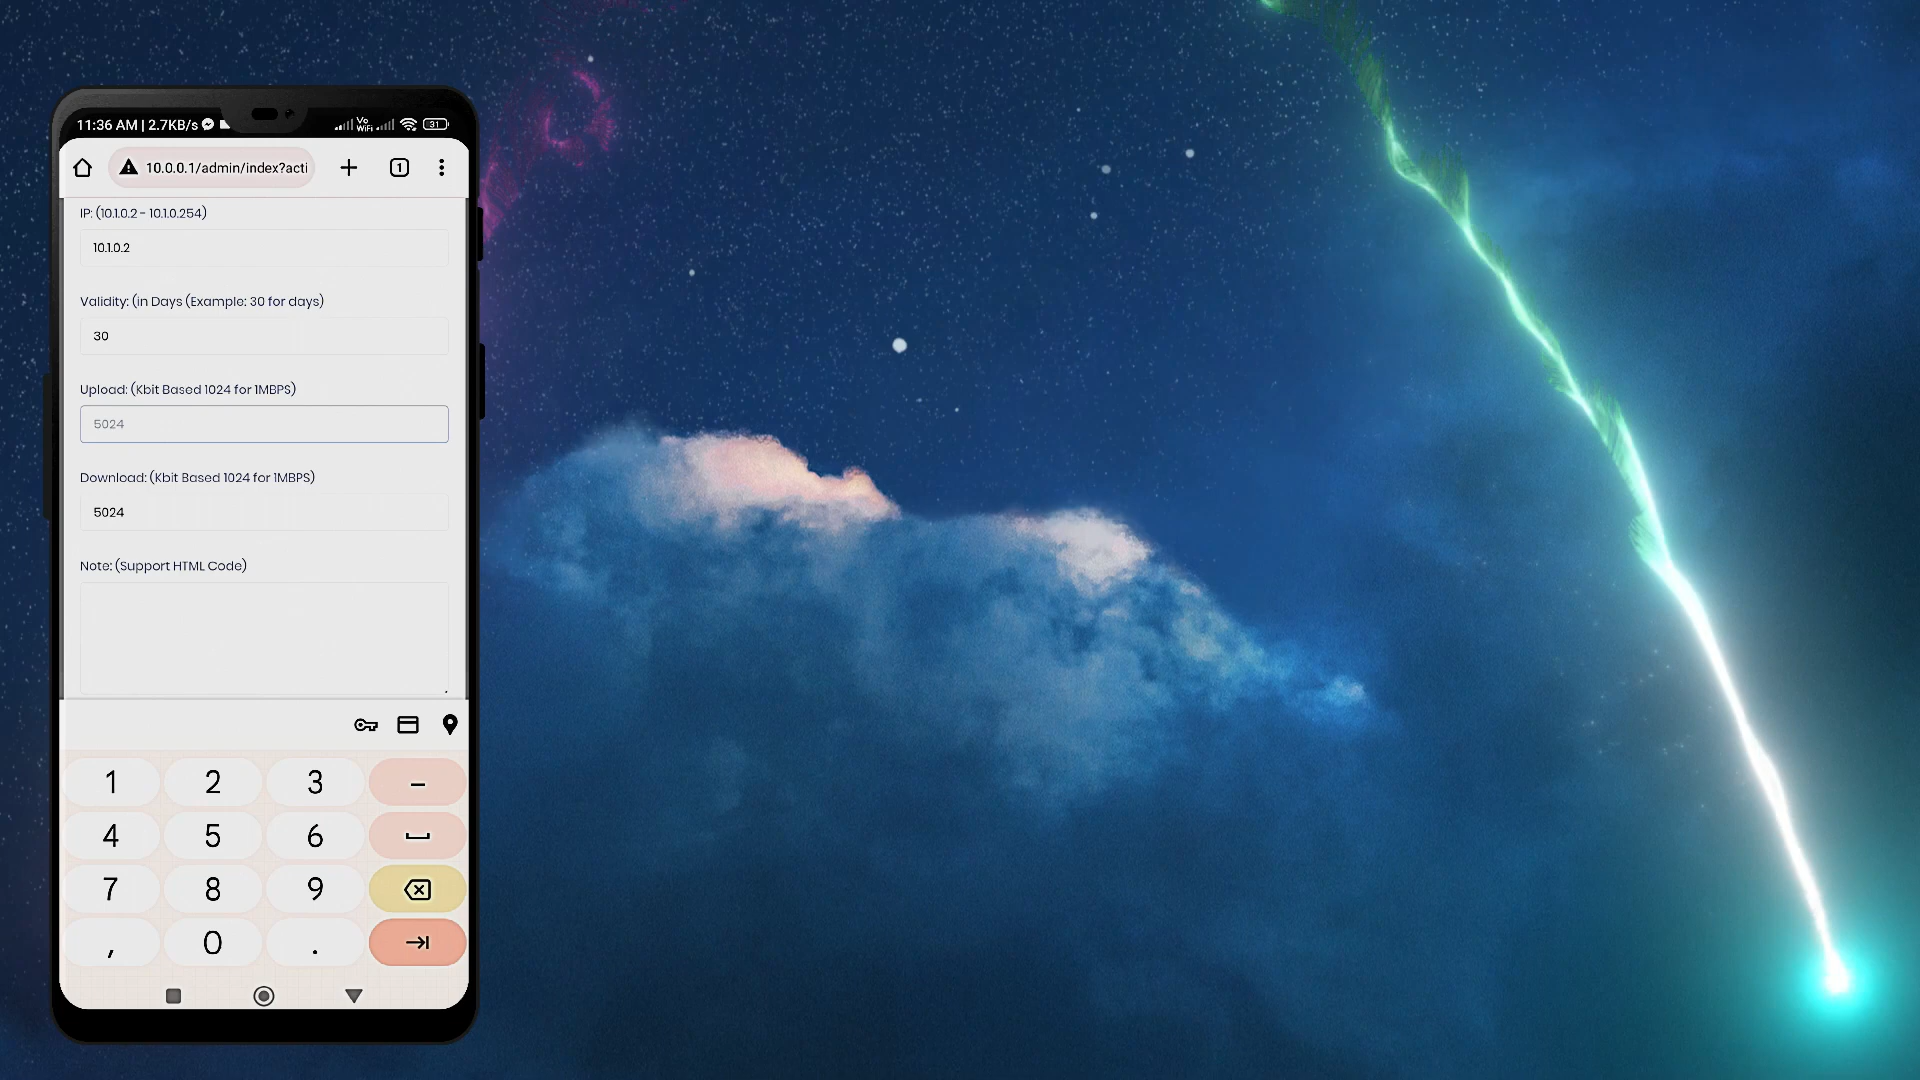 11:36 AM | 2.7KB/s
Vo
WiFi
31
10.0.0.1/admin/index?acti
1
IP: (10.1.0.2 - 10.1.0.254)
10.1.0.2
Validity: (in Days (Example: 30 for days)
30
Upload: (Kbit Based 1024 for 1MBPS)
5024
Download: (Kbit Based 1024 for 1MBPS)
5024
Note: (Support HTML Code)
1 2 3 –
4 5 6
7 8 9
, 0 .